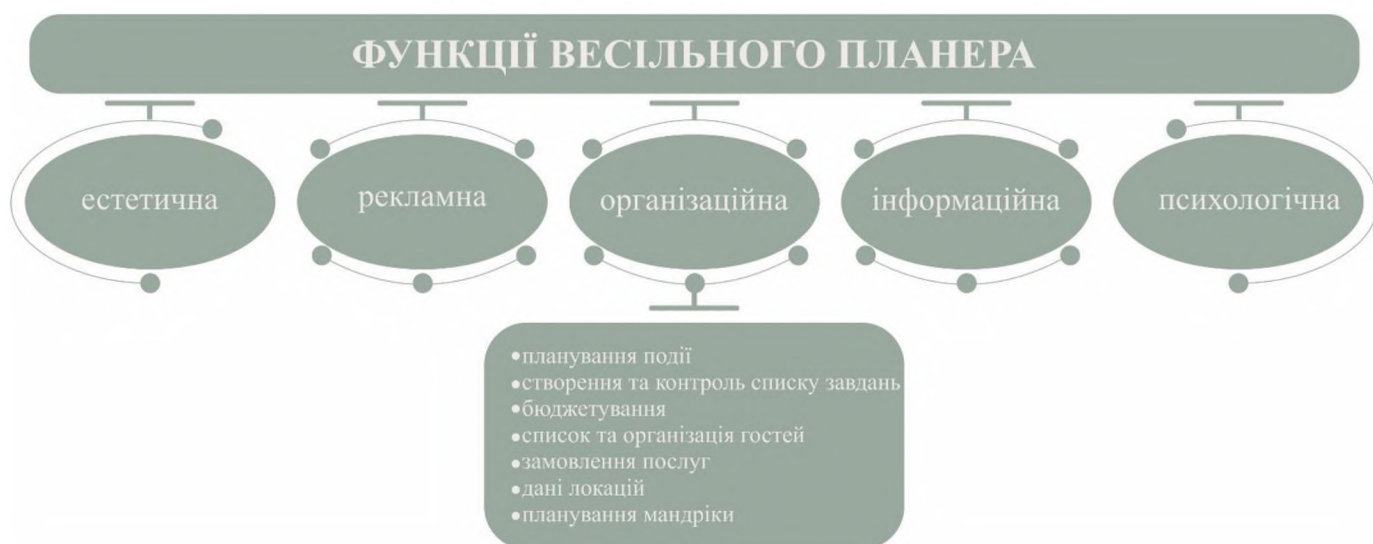 ФУНКЦІЇ ВЕСІЛЬНОГО ПЛАНЕРА
естетична
рекламна
організаційна
інформаційна
психологічна
•планування події
•створення та контроль списку завдань
•бюджетування
•список та організація гостей
•замовлення послуг
•дані локацій
•планування мандріки